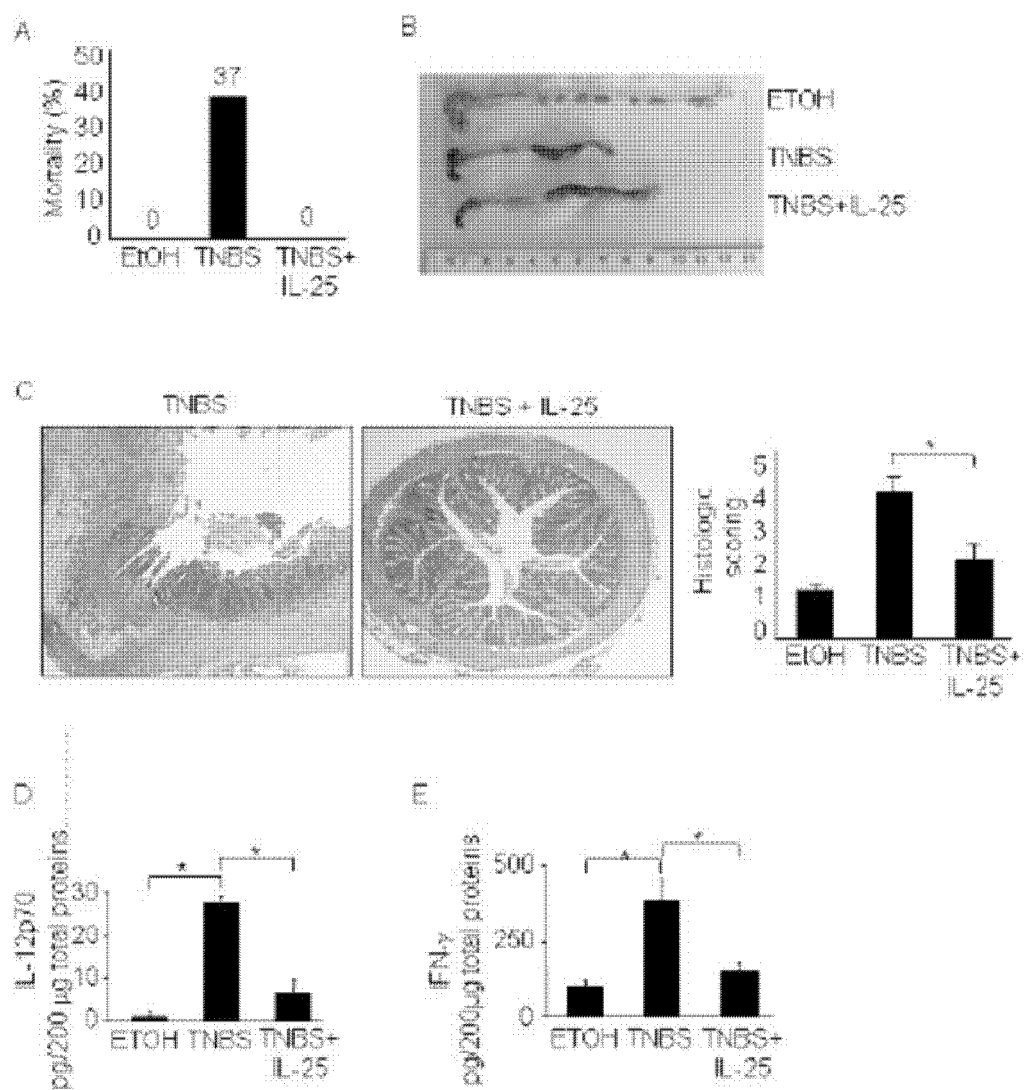 A
Mortality (%)
50
40
30
20
10
0
0
37
0
EtOH TNBS TNBS+
IL-25
B
ETOH
TNBS
TNBS+IL-25
C
TNBS
TNBS + IL-25
Histologic
scoring
5
4
3
2
1
0
*
EtOH TNBS TNBS+
IL-25
D
IL-12p70
pg/200 µg total proteins
30
20
10
0
* *
ETOH TNBS TNBS+
IL-25
E
IFN-γ
pg/200µg total proteins
500
250
0
* *
ETOH TNBS TNBS+
IL-25